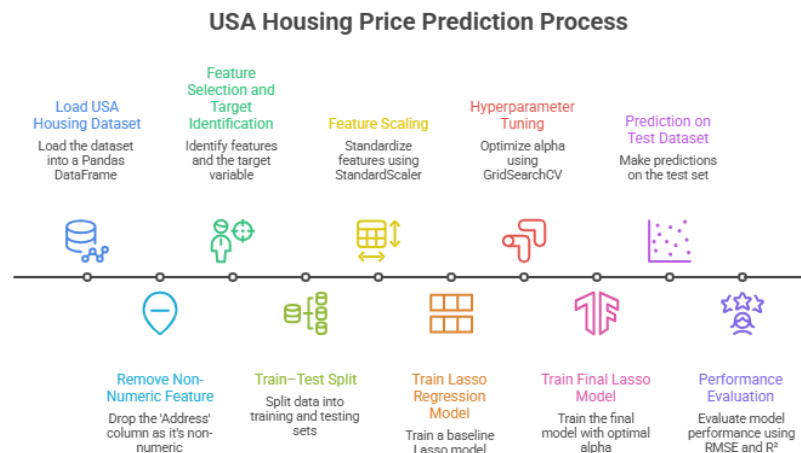 USA Housing Price Prediction Process
Load USA
Housing Dataset
Load the dataset
into a Pandas
DataFrame
Remove Non-
Numeric Feature
Drop the 'Address'
column as it's non-
numeric
Feature
Selection and
Target
Identification
Identify features
and the target
variable
Train–Test Split
Split data into
training and testing
sets
Feature Scaling
Standardize
features using
StandardScaler
Train Lasso
Regression
Model
Train a baseline
Lasso model
Hyperparameter
Tuning
Optimize alpha
using
GridSearchCV
Train Final Lasso
Model
Train the final
model with optimal
alpha
Prediction on
Test Dataset
Make predictions
on the test set
Performance
Evaluation
Evaluate model
performance using
RMSE and R²